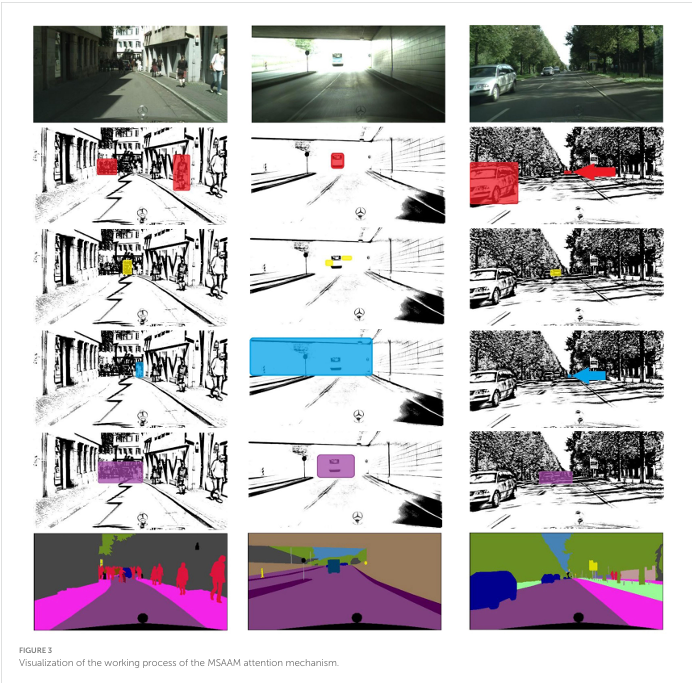 FIGURE 3
Visualization of the working process of the MSAAM attention mechanism.